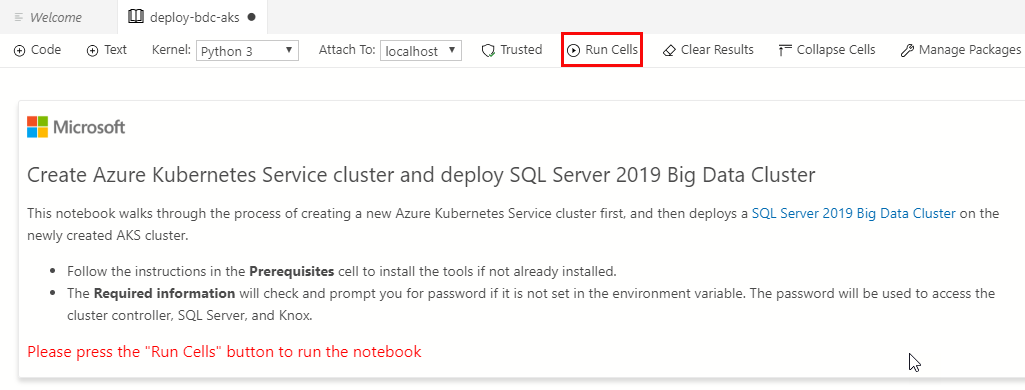 Welcome
deploy-bdc-aks
Code
Text
Kernel:
Python 3
Attach To:
localhost
Trusted
Run Cells
Clear Results
Collapse Cells
Manage Packages
Microsoft
Create Azure Kubernetes Service cluster and deploy SQL Server 2019 Big Data Cluster
This notebook walks through the process of creating a new Azure Kubernetes Service cluster first, and then deploys a SQL Server 2019 Big Data Cluster on the
newly created AKS cluster.
• Follow the instructions in the Prerequisites cell to install the tools if not already installed.
• The Required information will check and prompt you for password if it is not set in the environment variable. The password will be used to access the
cluster controller, SQL Server, and Knox.
Please press the "Run Cells" button to run the notebook